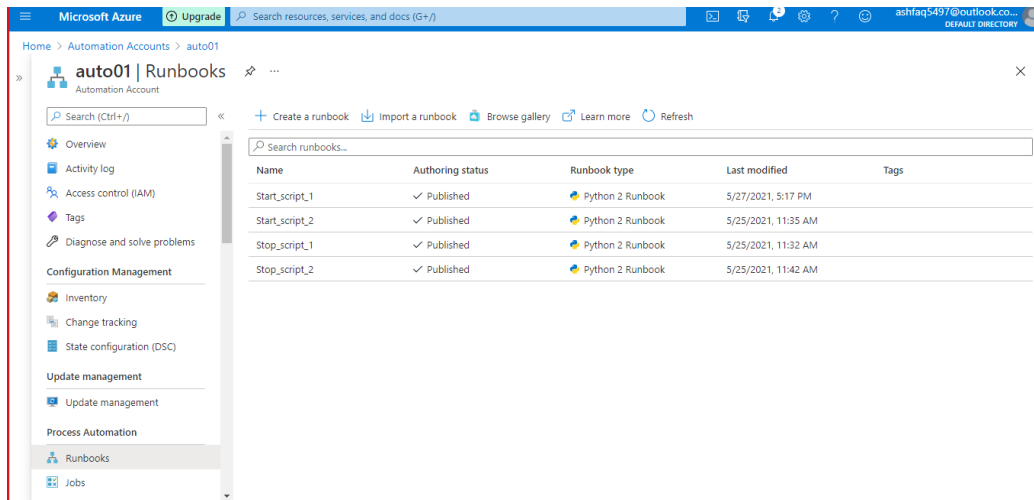 Microsoft Azure Upgrade Search resources, services, and docs (G+/) 2 ashfaq5497@outlook.co...
DEFAULT DIRECTORY
Home > Automation Accounts > auto01
» auto01 | Runbooks ...
Automation Account
Search (Ctrl+/) « Create a runbook Import a runbook Browse gallery Learn more Refresh
Overview
Search runbooks...
Activity log
Name Authoring status Runbook type Last modified Tags
Access control (IAM)
Start_script_1 Published Python 2 Runbook 5/27/2021, 5:17 PM
Tags
Start_script_2 Published Python 2 Runbook 5/25/2021, 11:35 AM
Diagnose and solve problems
Stop_script_1 Published Python 2 Runbook 5/25/2021, 11:32 AM
Configuration Management
Stop_script_2 Published Python 2 Runbook 5/25/2021, 11:42 AM
Inventory
Change tracking
State configuration (DSC)
Update management
Update management
Process Automation
Runbooks
Jobs